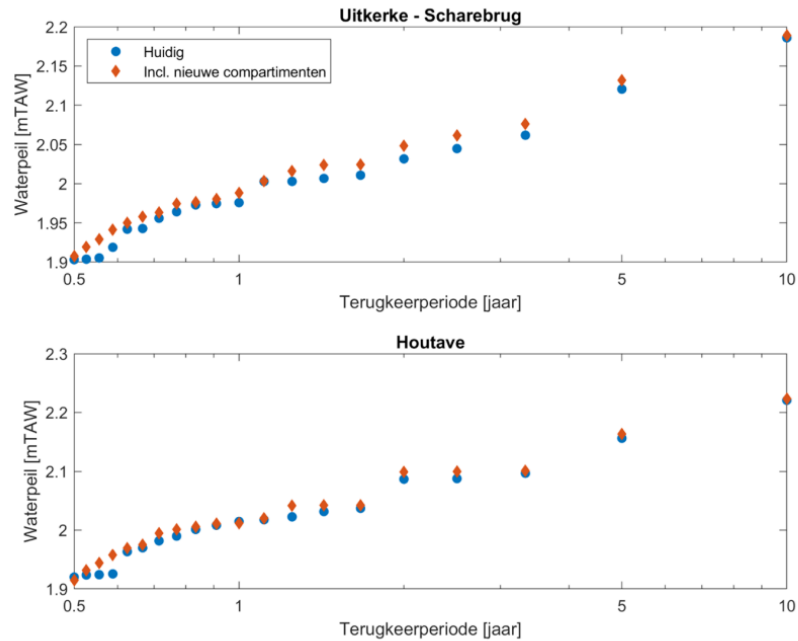 Uitkerke - Scharebrug
2.2
2.15
2.1
2.05
2
1.95
1.9
Waterpeil [mTAW]
Huidig
Incl. nieuwe compartimenten
0.5
1
5
10
Terugkeerperiode [jaar]
Houtave
2.3
2.2
2.1
2
1.9
Waterpeil [mTAW]
0.5
1
5
10
Terugkeerperiode [jaar]